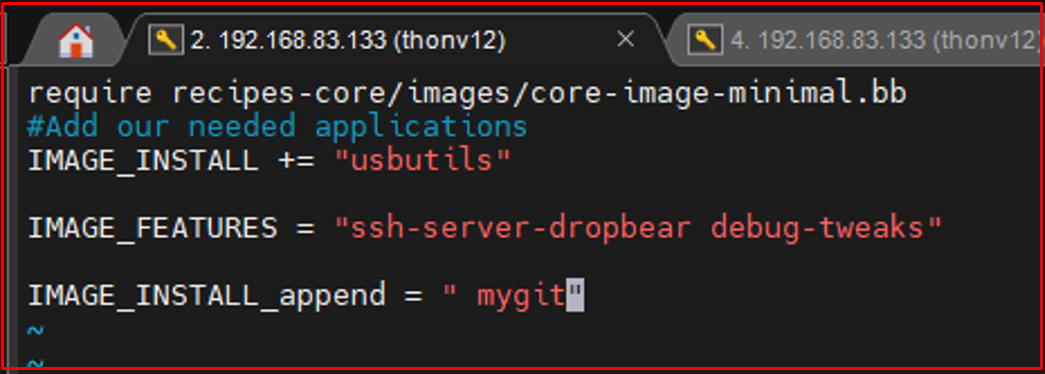 2. 192.168.83.133 (thonv12)
4. 192.168.83.133 (thonv12)
require recipes-core/images/core-image-minimal.bb
#Add our needed applications
IMAGE_INSTALL += "usbutils"
IMAGE_FEATURES = "ssh-server-dropbear debug-tweaks"
IMAGE_INSTALL_append = " mygit"
~
~